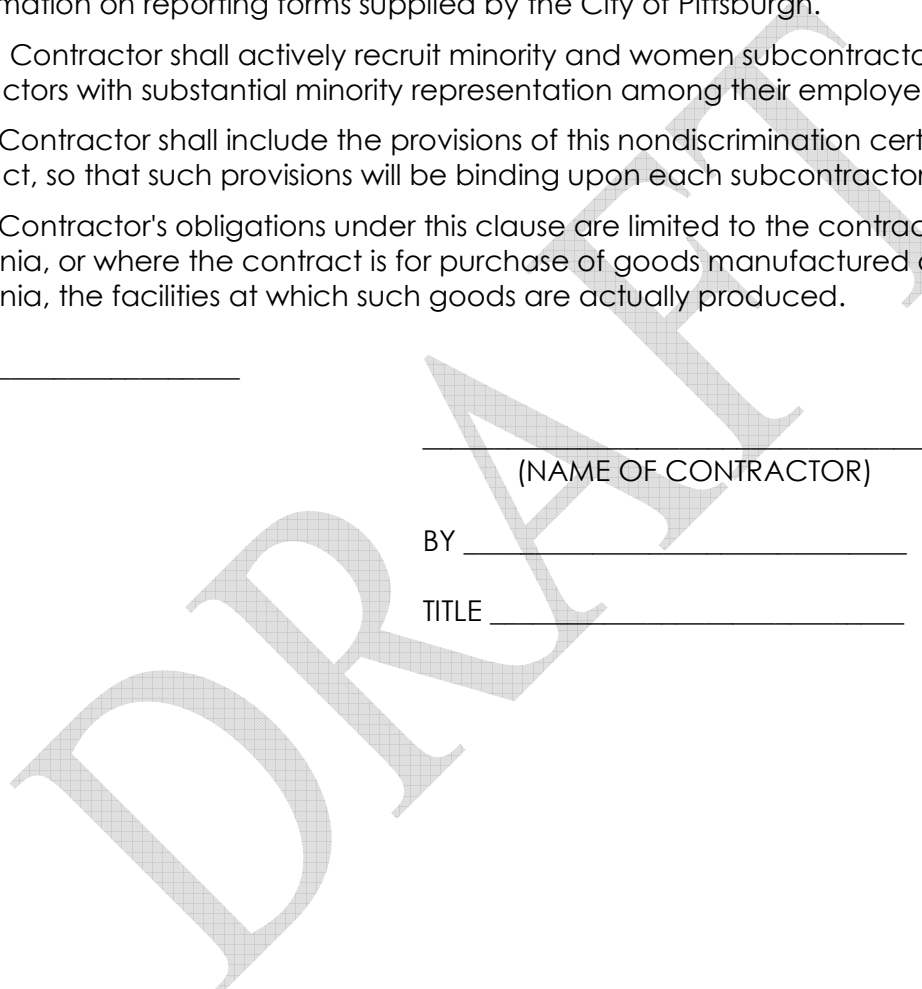 mation on reporting forms supplied by the City of Pittsburgh.
Contractor shall actively recruit minority and women subcontracto
ctors with substantial minority representation among their employe
Contractor shall include the provisions of this nondiscrimination cert
ct, so that such provisions will be binding upon each subcontractor
Contractor's obligations under this clause are limited to the contrac
nia, or where the contract is for purchase of goods manufactured
nia, the facilities at which such goods are actually produced.
(NAME OF CONTRACTOR)
BY
TITLE
DRAFT